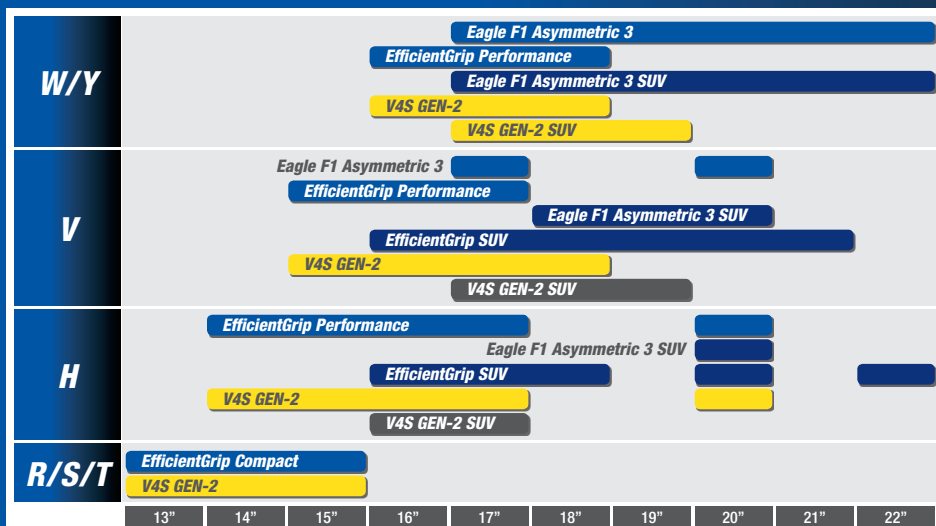 W/Y
Eagle F1 Asymmetric 3
EfficientGrip Performance
Eagle F1 Asymmetric 3 SUV
V4S GEN-2
V4S GEN-2 SUV
V
Eagle F1 Asymmetric 3
EfficientGrip Performance
Eagle F1 Asymmetric 3 SUV
EfficientGrip SUV
V4S GEN-2
V4S GEN-2 SUV
H
EfficientGrip Performance
Eagle F1 Asymmetric 3 SUV
EfficientGrip SUV
V4S GEN-2
V4S GEN-2 SUV
R/S/T
EfficientGrip Compact
V4S GEN-2
13” 14” 15” 16” 17” 18” 19” 20” 21” 22”